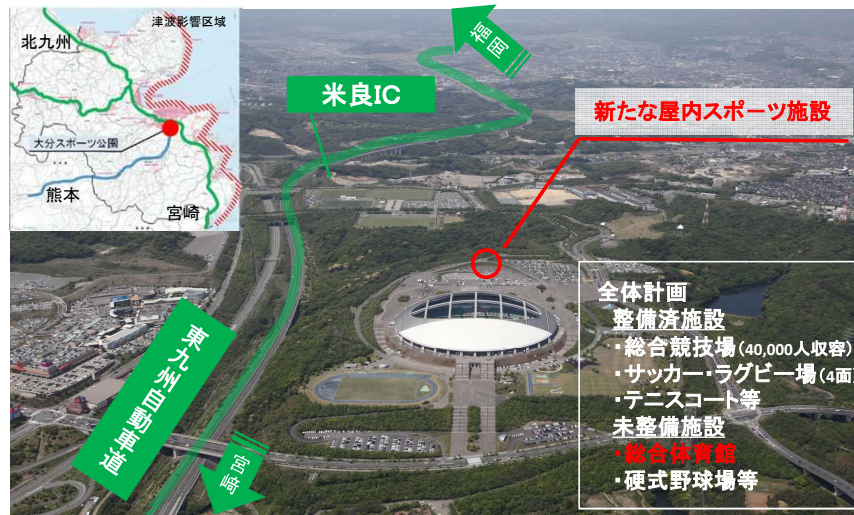 津波影響区域
北九州
大分スポーツ公園
熊本
宮崎
福岡
米良IC
新たな屋内スポーツ施設
東九州自動車道
宮崎
全体計画
整備済施設
・総合競技場(40,000人収容)
・サッカー・ラグビー場(4面
・テニスコート等
未整備施設
・総合体育館
・硬式野球場等